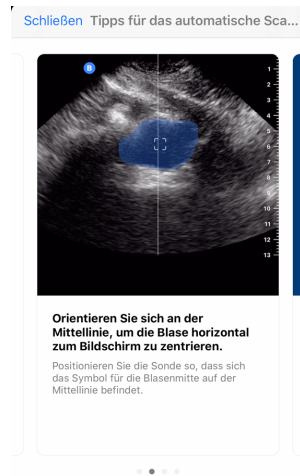 Schließen Tipps für das automatische Sca...
B
1
2
3
4
5
6
7
8
9
10
11
12
13
Orientieren Sie sich an der
Mittellinie, um die Blase horizontal
zum Bildschirm zu zentrieren.
Positionieren Sie die Sonde so, dass sich
das Symbol für die Blasenmitte auf der
Mittellinie befindet.